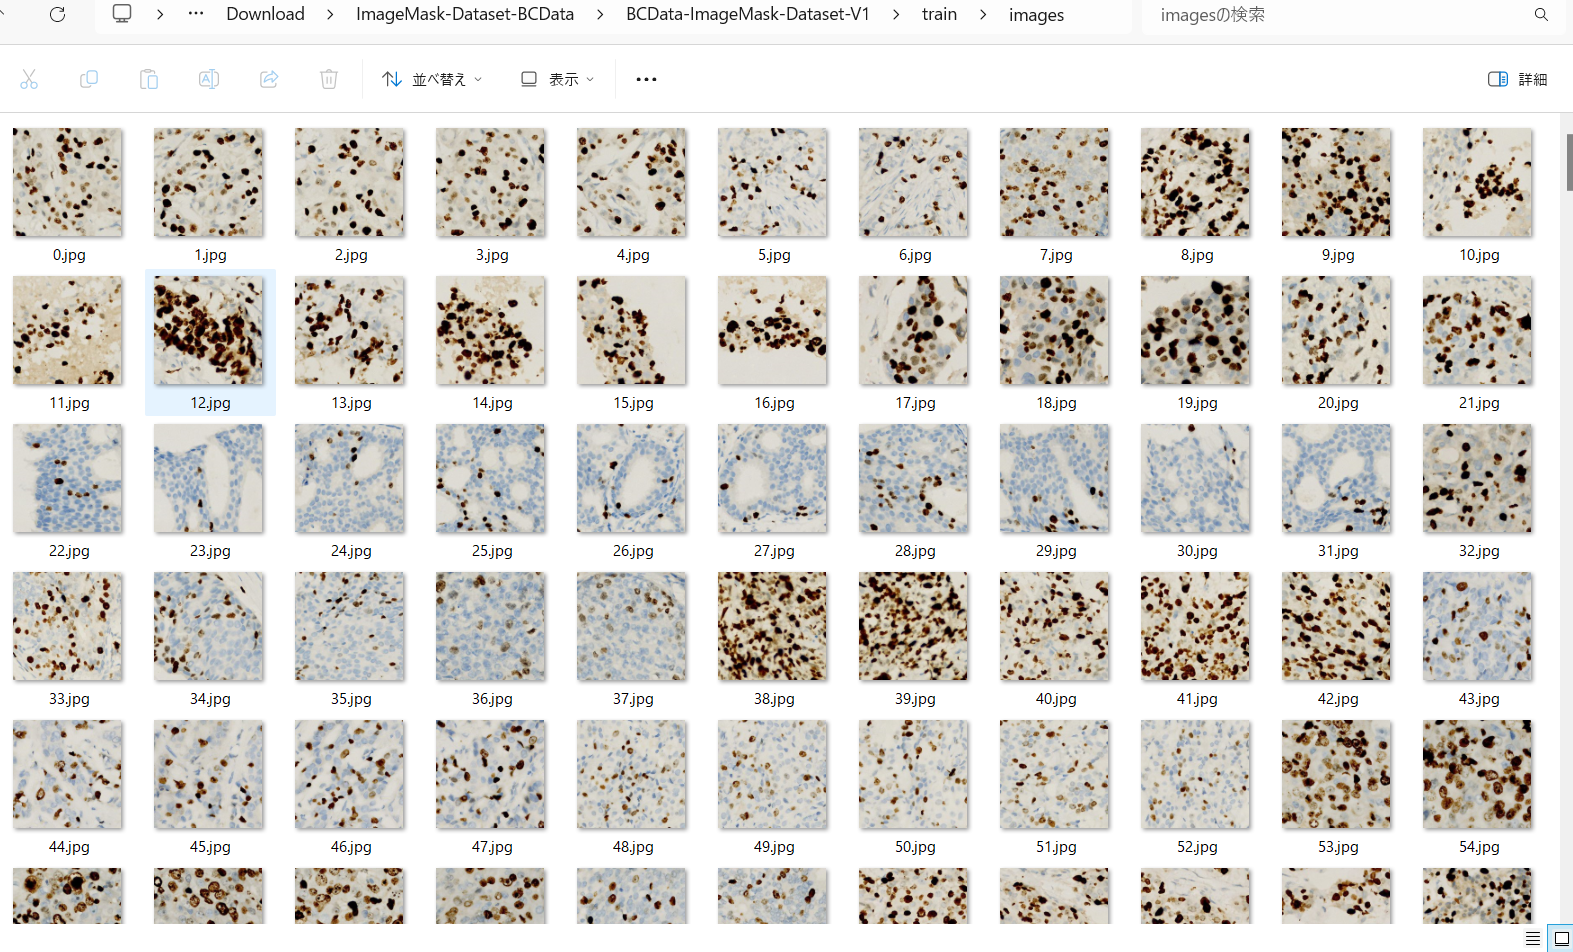 Download > ImageMask-Dataset-BCData > BCData-ImageMask-Dataset-V1 > train > images
imagesの検索
並べ替え
表示
詳細
0.jpg 1.jpg 2.jpg 3.jpg 4.jpg 5.jpg 6.jpg 7.jpg 8.jpg 9.jpg 10.jpg
11.jpg 12.jpg 13.jpg 14.jpg 15.jpg 16.jpg 17.jpg 18.jpg 19.jpg 20.jpg 21.jpg
22.jpg 23.jpg 24.jpg 25.jpg 26.jpg 27.jpg 28.jpg 29.jpg 30.jpg 31.jpg 32.jpg
33.jpg 34.jpg 35.jpg 36.jpg 37.jpg 38.jpg 39.jpg 40.jpg 41.jpg 42.jpg 43.jpg
44.jpg 45.jpg 46.jpg 47.jpg 48.jpg 49.jpg 50.jpg 51.jpg 52.jpg 53.jpg 54.jpg